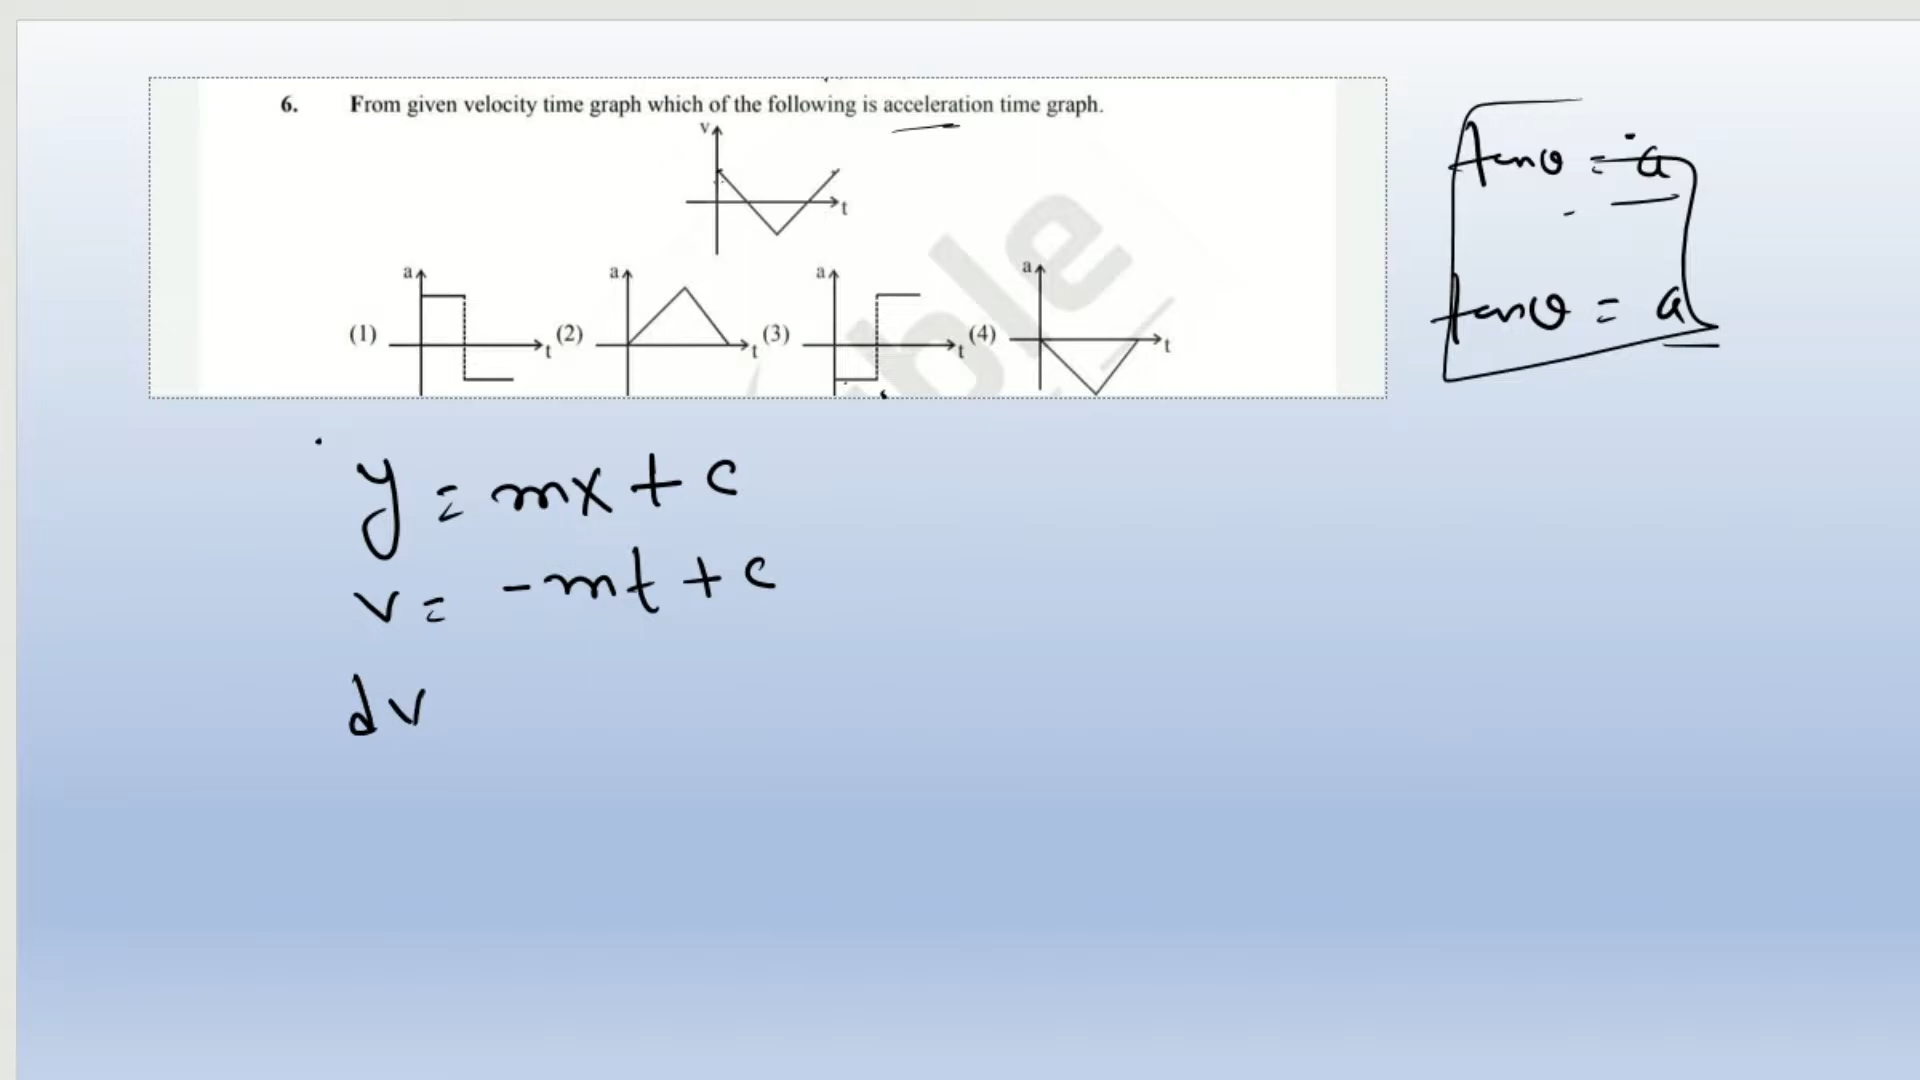 6. From given velocity time graph which of the following is acceleration time graph.
v
t
a
a
a
a
(1)
t
(2)
t
(3)
t
(4)
t
tanθ = a
tanθ = a
y = mx + c
v = -mt + c
dv